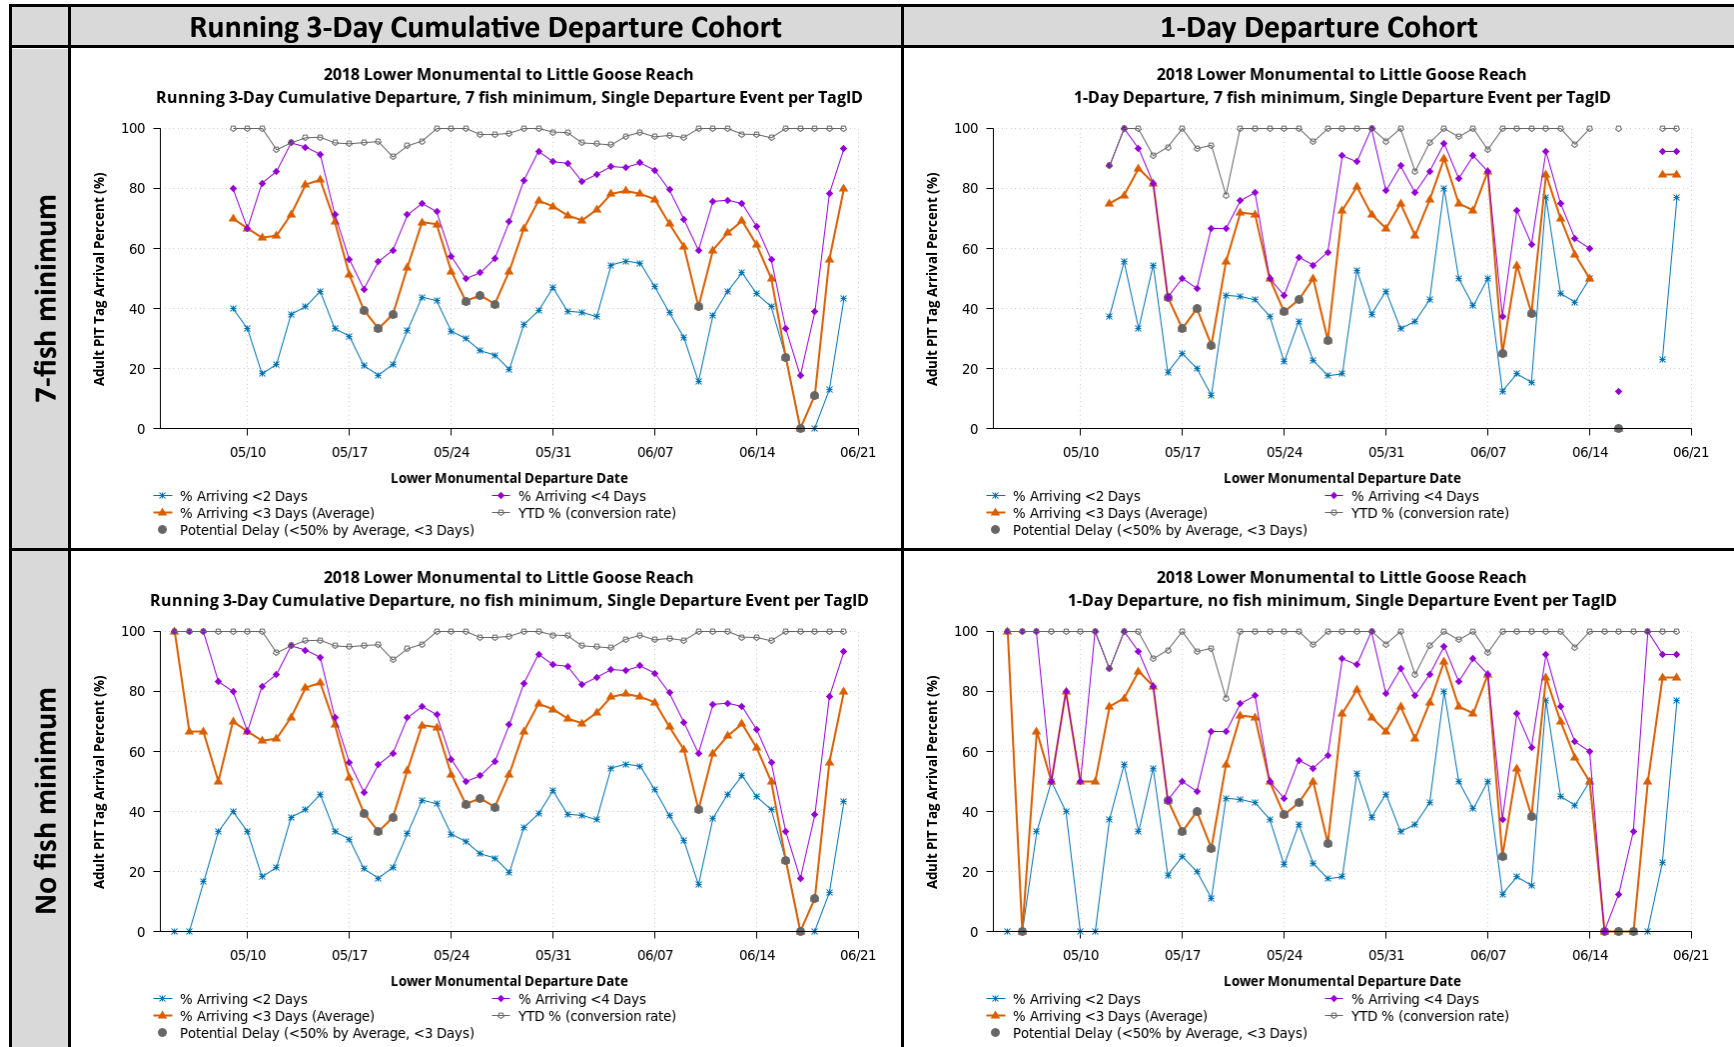 Running 3-Day Cumulative Departure Cohort
1-Day Departure Cohort
7-fish minimum
2018 Lower Monumental to Little Goose Reach
Running 3-Day Cumulative Departure, 7 fish minimum, Single Departure Event per TagID
Adult PIT Tag Arrival Percent (%)
100
80
60
40
20
0
05/10 05/17 05/24 05/31 06/07 06/14 06/21
Lower Monumental Departure Date
% Arriving <2 Days % Arriving <4 Days
% Arriving <3 Days (Average) YTD % (conversion rate)
Potential Delay (<50% by Average, <3 Days)
2018 Lower Monumental to Little Goose Reach
1-Day Departure, 7 fish minimum, Single Departure Event per TagID
Adult PIT Tag Arrival Percent (%)
100
80
60
40
20
0
05/10 05/17 05/24 05/31 06/07 06/14 06/21
Lower Monumental Departure Date
% Arriving <2 Days % Arriving <4 Days
% Arriving <3 Days (Average) YTD % (conversion rate)
Potential Delay (<50% by Average, <3 Days)
No fish minimum
2018 Lower Monumental to Little Goose Reach
Running 3-Day Cumulative Departure, no fish minimum, Single Departure Event per TagID
Adult PIT Tag Arrival Percent (%)
100
80
60
40
20
0
05/10 05/17 05/24 05/31 06/07 06/14 06/21
Lower Monumental Departure Date
% Arriving <2 Days % Arriving <4 Days
% Arriving <3 Days (Average) YTD % (conversion rate)
Potential Delay (<50% by Average, <3 Days)
2018 Lower Monumental to Little Goose Reach
1-Day Departure, no fish minimum, Single Departure Event per TagID
Adult PIT Tag Arrival Percent (%)
100
80
60
40
20
0
05/10 05/17 05/24 05/31 06/07 06/14 06/21
Lower Monumental Departure Date
% Arriving <2 Days % Arriving <4 Days
% Arriving <3 Days (Average) YTD % (conversion rate)
Potential Delay (<50% by Average, <3 Days)